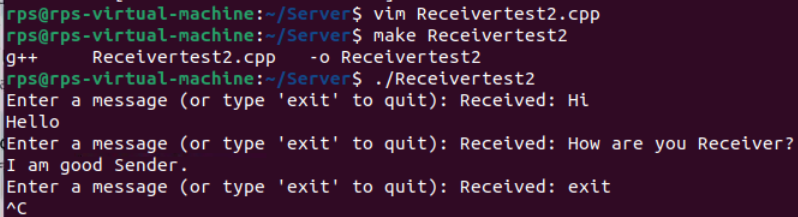 rps@rps-virtual-machine:~/Server$ vim Receivertest2.cpp
rps@rps-virtual-machine:~/Server$ make Receivertest2
g++     Receivertest2.cpp   -o Receivertest2
rps@rps-virtual-machine:~/Server$ ./Receivertest2
Enter a message (or type 'exit' to quit): Received: Hi
Hello
Enter a message (or type 'exit' to quit): Received: How are you Receiver?
I am good Sender.
Enter a message (or type 'exit' to quit): Received: exit
^C